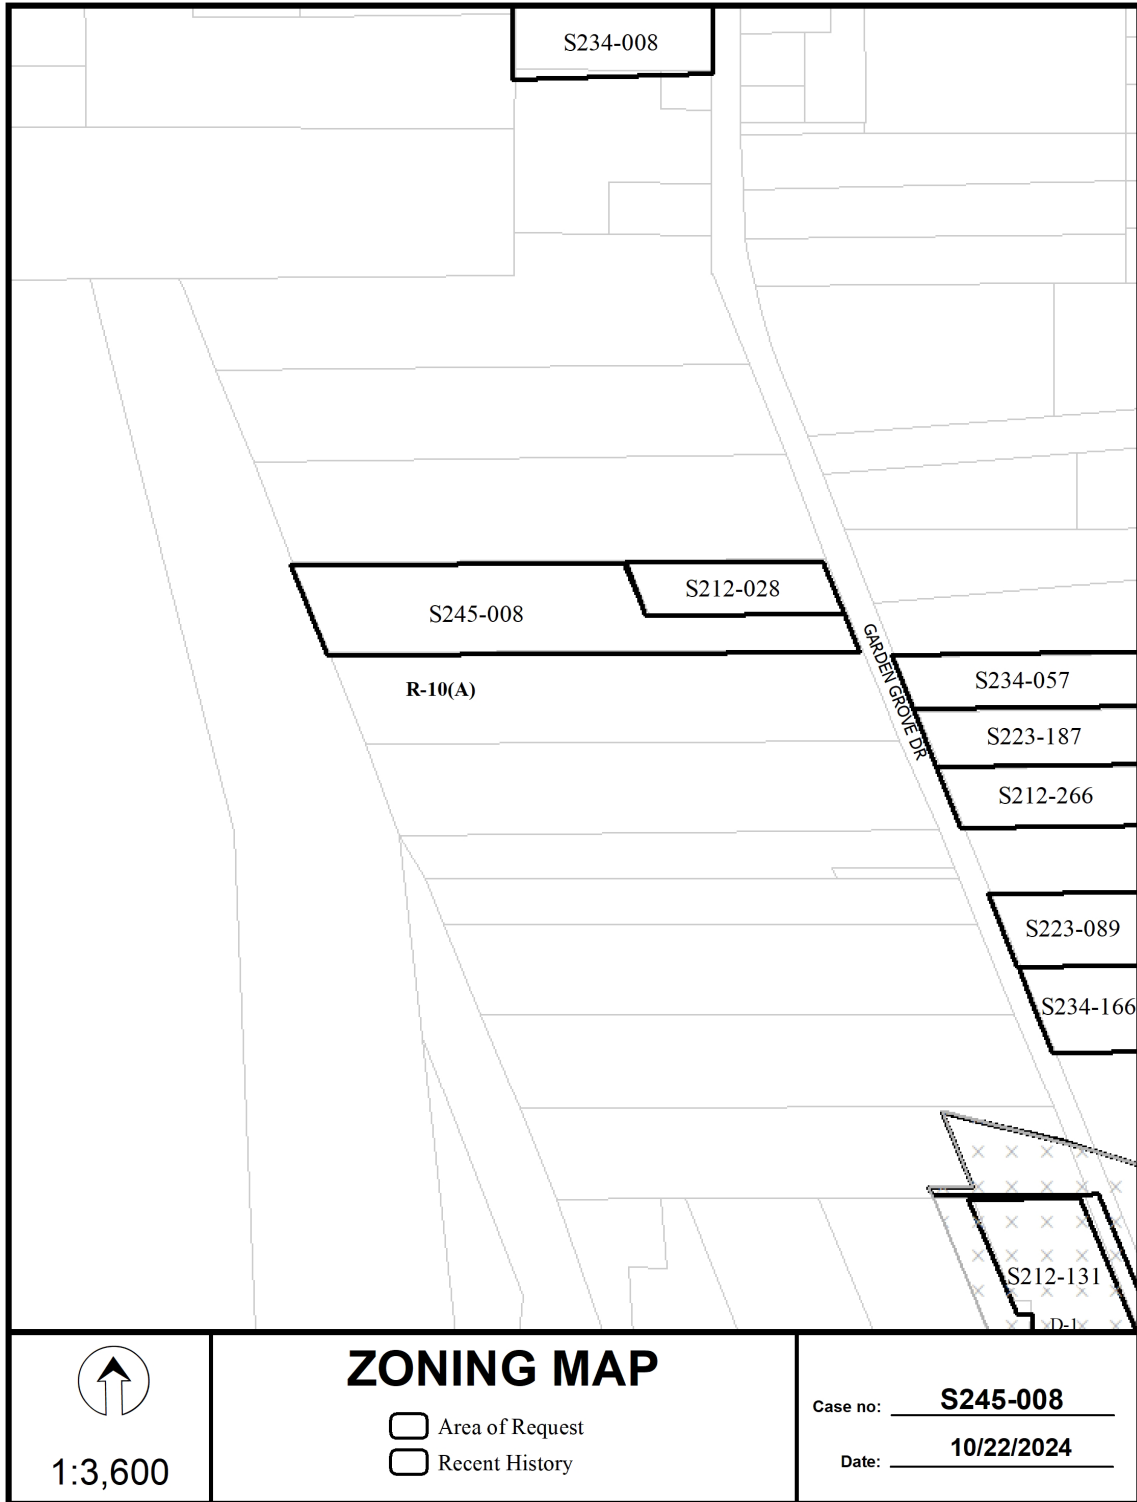 S234-008
S212-028
S245-008
GARDEN GROVE DR
S234-057
R-10(A)
S223-187
S212-266
S223-089
S234-166
S212-131
D-1
ZONING MAP
Area of Request
Recent History
1:3,600
Case no: S245-008
Date: 10/22/2024